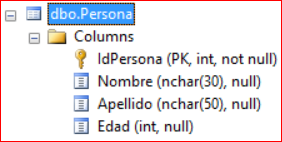 dbo.Persona
Columns
IdPersona (PK, int, not null)
Nombre (nchar(30), null)
Apellido (nchar(50), null)
Edad (int, null)